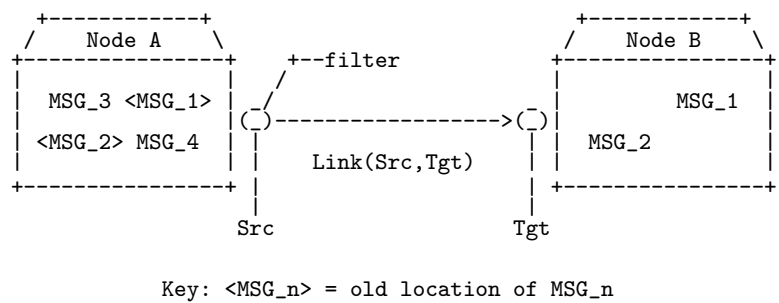 Node A Node B
filter
MSG_3 <MSG_1> MSG_1
<MSG_2> MSG_4 MSG_2
Link(Src,Tgt)
Src Tgt
Key: <MSG_n> = old location of MSG_n